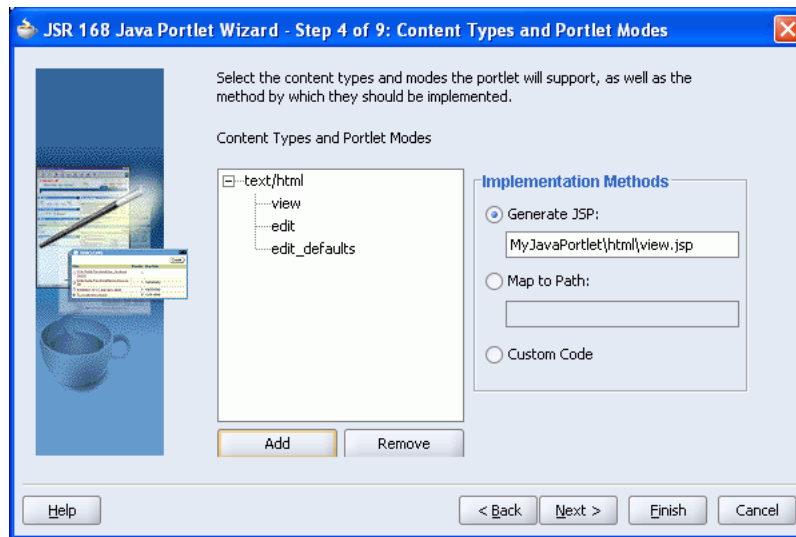 JSR 168 Java Portlet Wizard - Step 4 of 9: Content Types and Portlet Modes
Select the content types and modes the portlet will support, as well as the
method by which they should be implemented.
Content Types and Portlet Modes
text/html
view
edit
edit_defaults
Implementation Methods
Generate JSP:
MyJavaPortlet\html\view.jsp
Map to Path:
Custom Code
Add
Remove
Help
< Back
Next >
Finish
Cancel